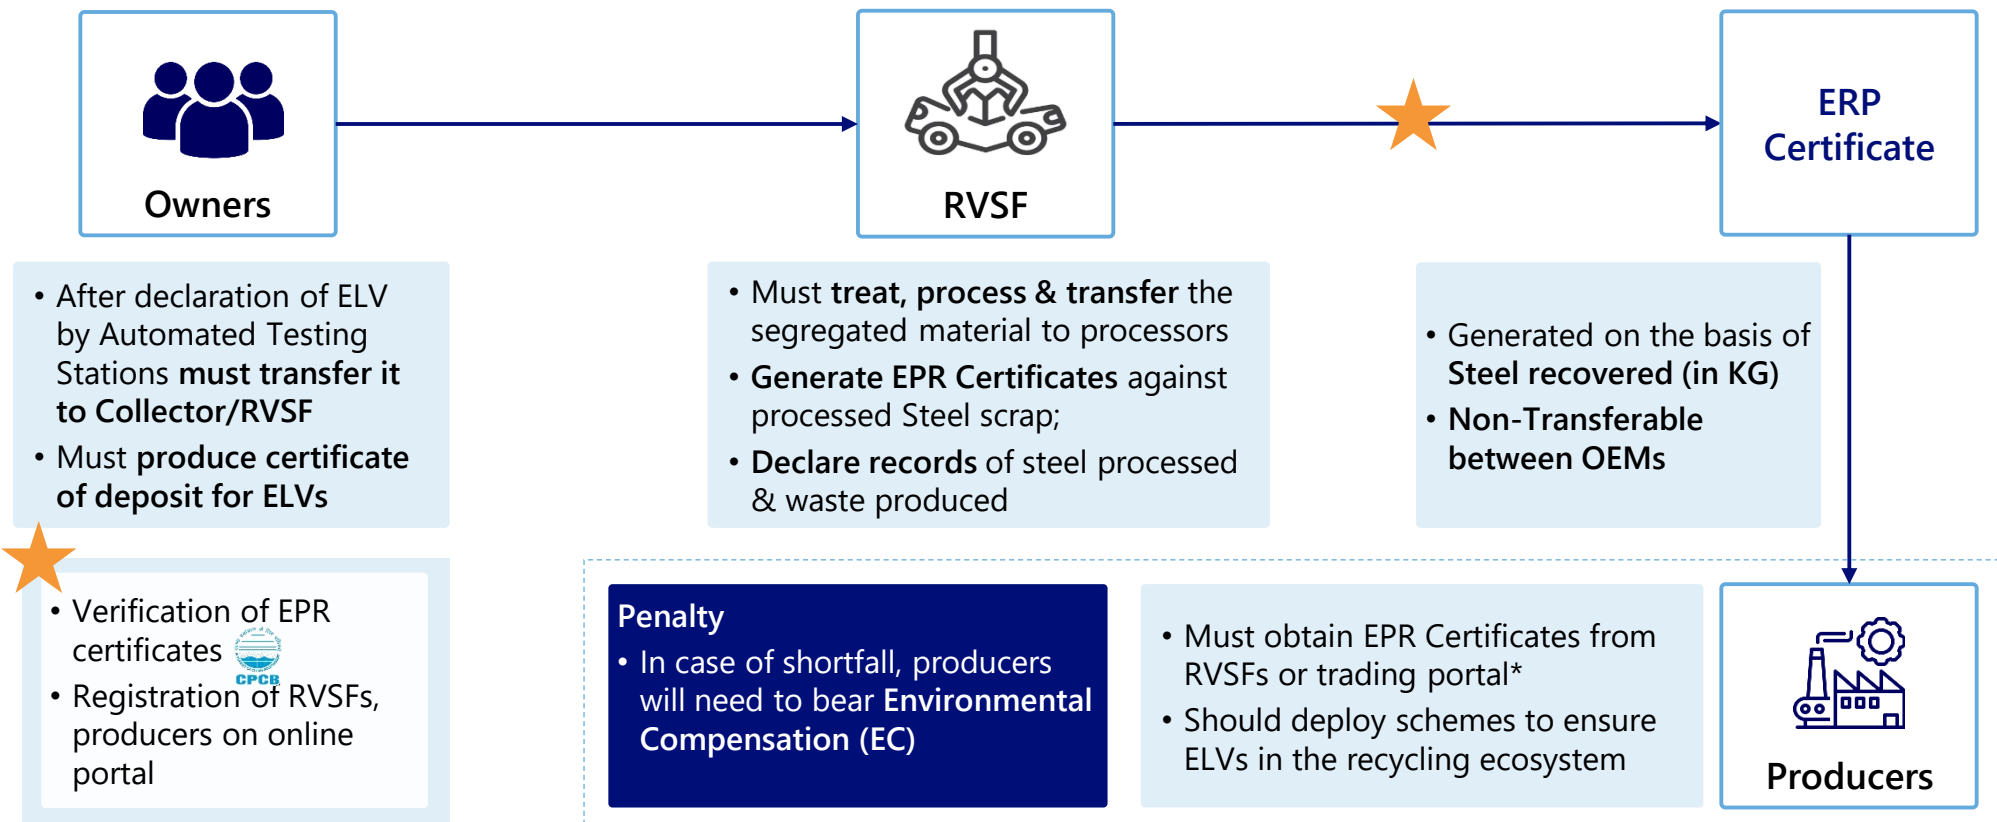 Owners
RVSF
ERP
Certificate
• After declaration of ELV
by Automated Testing
Stations must transfer it
to Collector/RVSF
• Must produce certificate
of deposit for ELVs
• Must treat, process & transfer the
segregated material to processors
• Generate EPR Certificates against
processed Steel scrap;
• Declare records of steel processed
& waste produced
• Generated on the basis of
Steel recovered (in KG)
• Non-Transferable
between OEMs
• Verification of EPR
certificates
CPCB
• Registration of RVSFs,
producers on online
portal
Penalty
• In case of shortfall, producers
will need to bear Environmental
Compensation (EC)
• Must obtain EPR Certificates from
RVSFs or trading portal*
• Should deploy schemes to ensure
ELVs in the recycling ecosystem
Producers